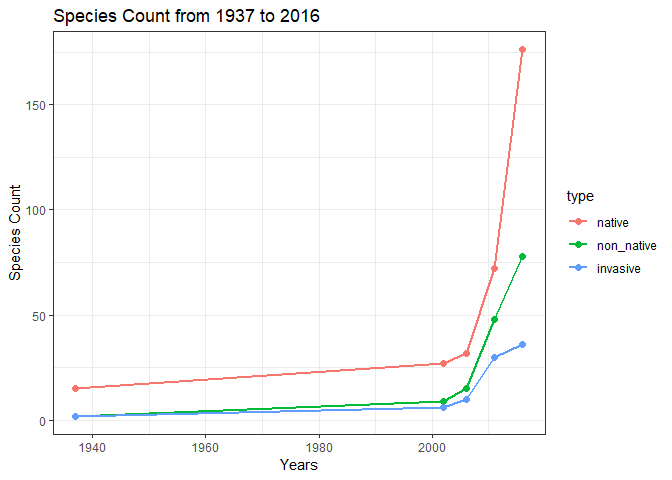 Species Count from 1937 to 2016
150
100
50
0
Species Count
1940 1960 1980 2000
Years
type
native
non_native
invasive